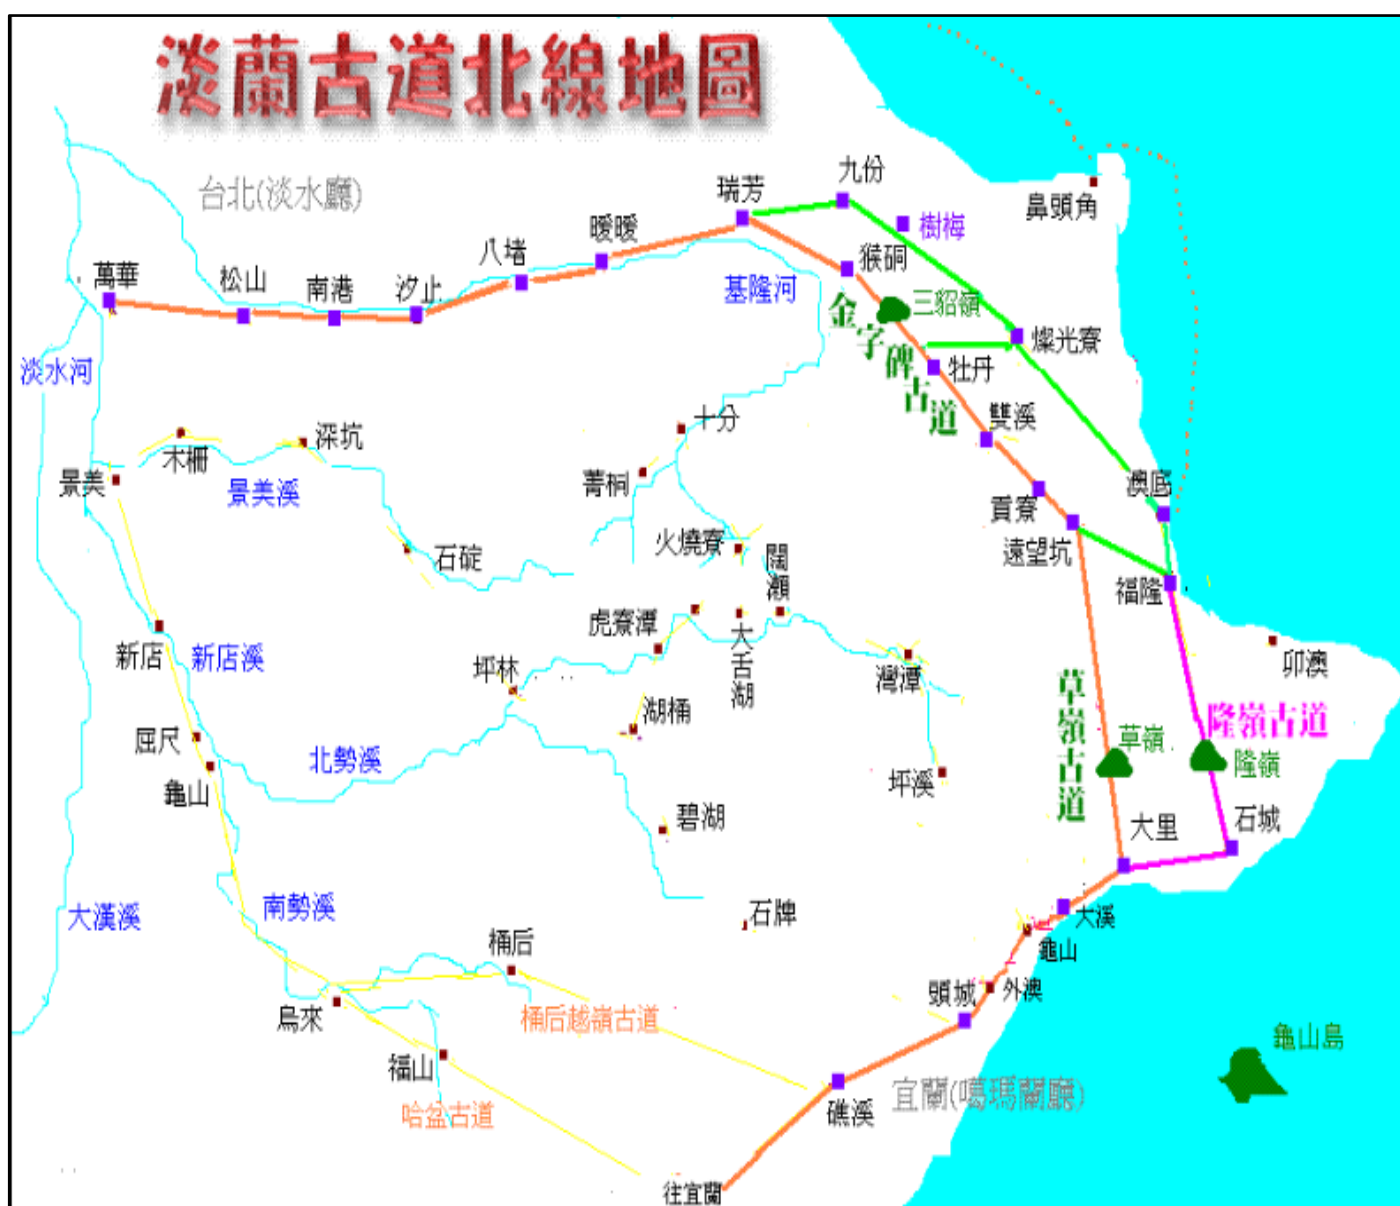 淡蘭古道北線地圖
台北(淡水廳)
九份
瑞芳
鼻頭角
樹梅
暖暖
八堵
猴硐
萬華
松山
南港
汐止
基隆河
三貂嶺
金字碑古道
燦光寮
淡水河
牡丹
雙溪
十分
木柵
深坑
景美
景美溪
菁桐
澳底
貢寮
遠望坑
火燒寮
石碇
闊瀨
福隆
虎寮潭
大舌湖
新店
新店溪
坪林
灣潭
卯澳
湖桶
草嶺古道
隆嶺古道
草嶺
隆嶺
屈尺
北勢溪
坪溪
龜山
碧湖
大里
石城
南勢溪
大漢溪
石牌
大溪
桶后
龜山
頭城
外澳
烏來
桶后越嶺古道
龜山島
福山
哈盆古道
礁溪
宜蘭(噶瑪蘭廳)
往宜蘭